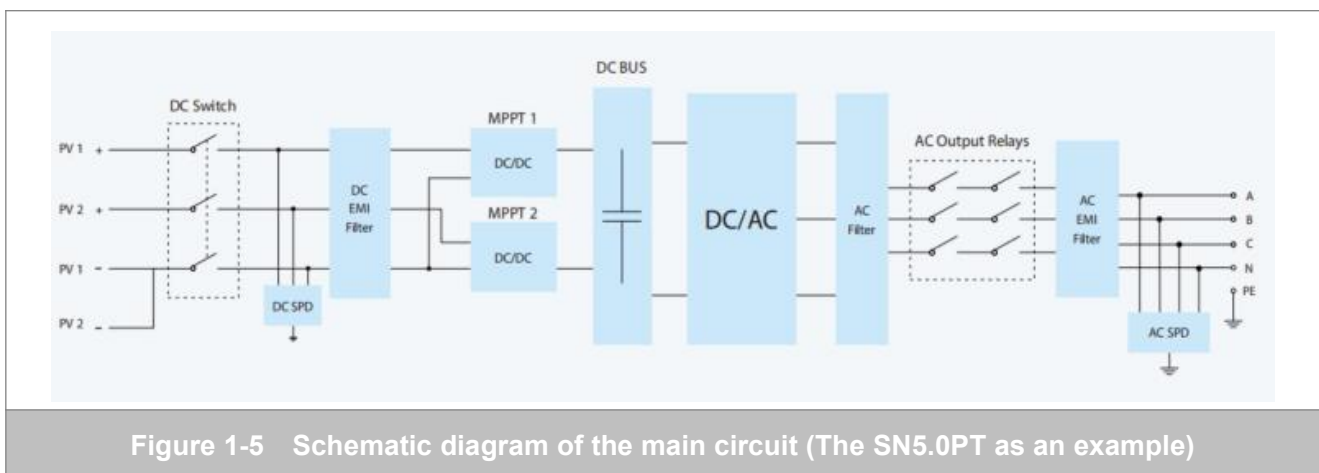 DC BUS
DC Switch
MPPT 1
DC/DC
MPPT 2
DC/DC
PV 1 +
PV 2 +
PV 1 -
PV 2 -
DC SPD
DC
EMI
Filter
DC/AC
AC
Filter
AC Output Relays
AC
EMI
Filter
A
B
C
N
PE
AC SPD
Figure 1-5 Schematic diagram of the main circuit (The SN5.0PT as an example)